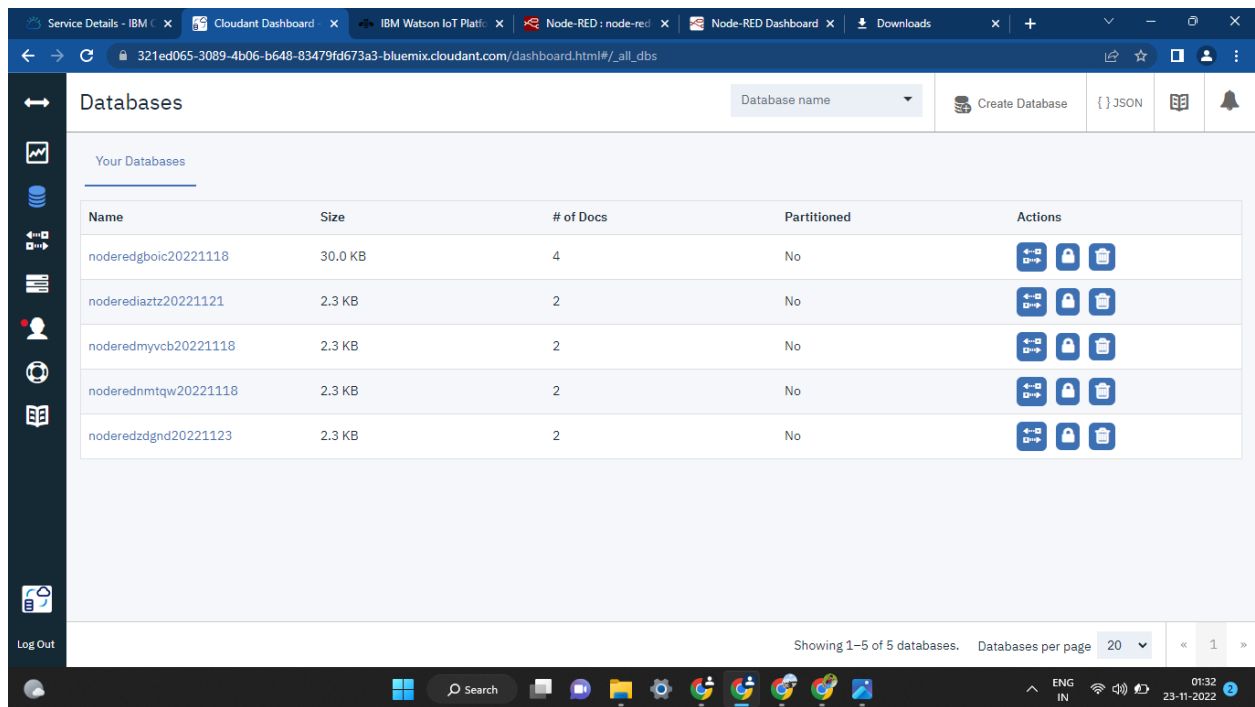 Service Details - IBM C
Cloudant Dashboard -
IBM Watson IoT Platfo
Node-RED : node-red
Node-RED Dashboard
Downloads
321ed065-3089-4b06-b648-83479fd673a3-bluemix.cloudant.com/dashboard.html#/_all_dbs
Databases
Database name
Create Database
{ } JSON
Your Databases
Name Size # of Docs Partitioned Actions
noderedgboic20221118 30.0 KB 4 No
noderediaztz20221121 2.3 KB 2 No
noderedmyvcb20221118 2.3 KB 2 No
noderednmtqw20221118 2.3 KB 2 No
noderedzdgnd20221123 2.3 KB 2 No
Log Out
Showing 1–5 of 5 databases. Databases per page 20 « 1 »
Search
ENG
IN
01:32
23-11-2022
2